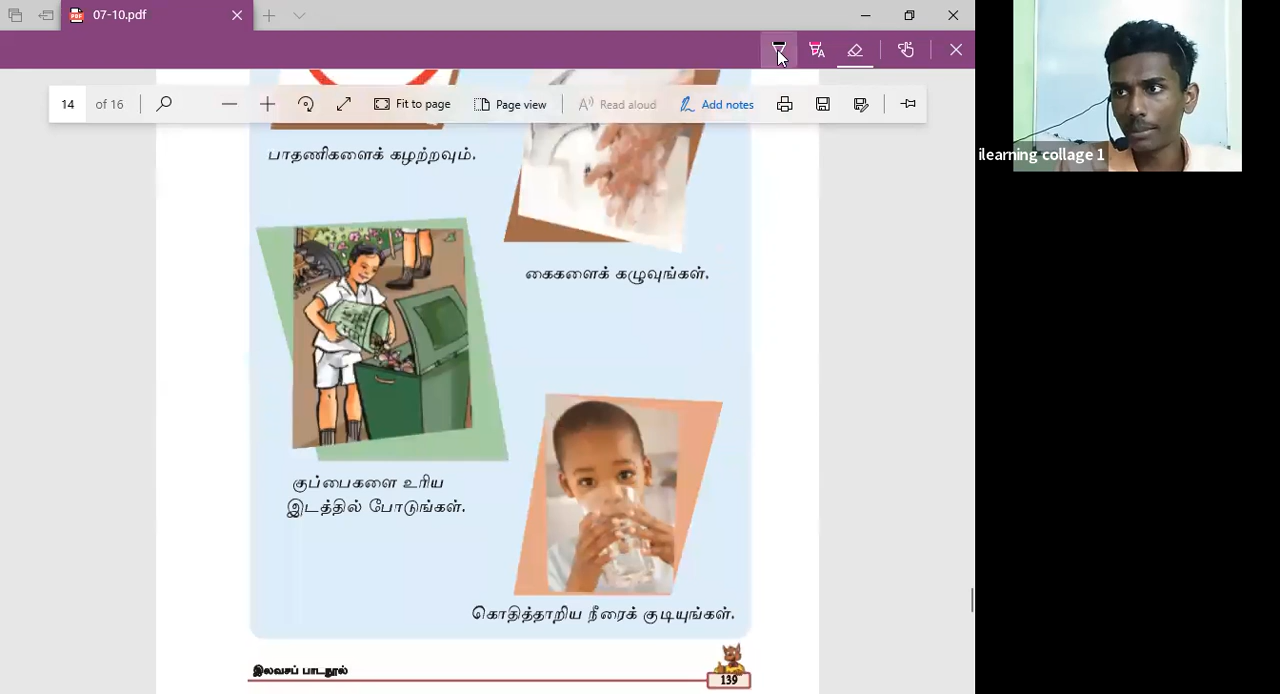 07-10.pdf
14 of 16
Fit to page
Page view
Read aloud
Add notes
ilearning collage 1
பாதணிகளைக் கழற்றவும்.
கைகளைக் கழுவுங்கள்.
குப்பைகளை உரிய
இடத்தில் போடுங்கள்.
கொதித்தாறிய நீரைக் குடியுங்கள்.
இலவசப் பாடநூல்
139